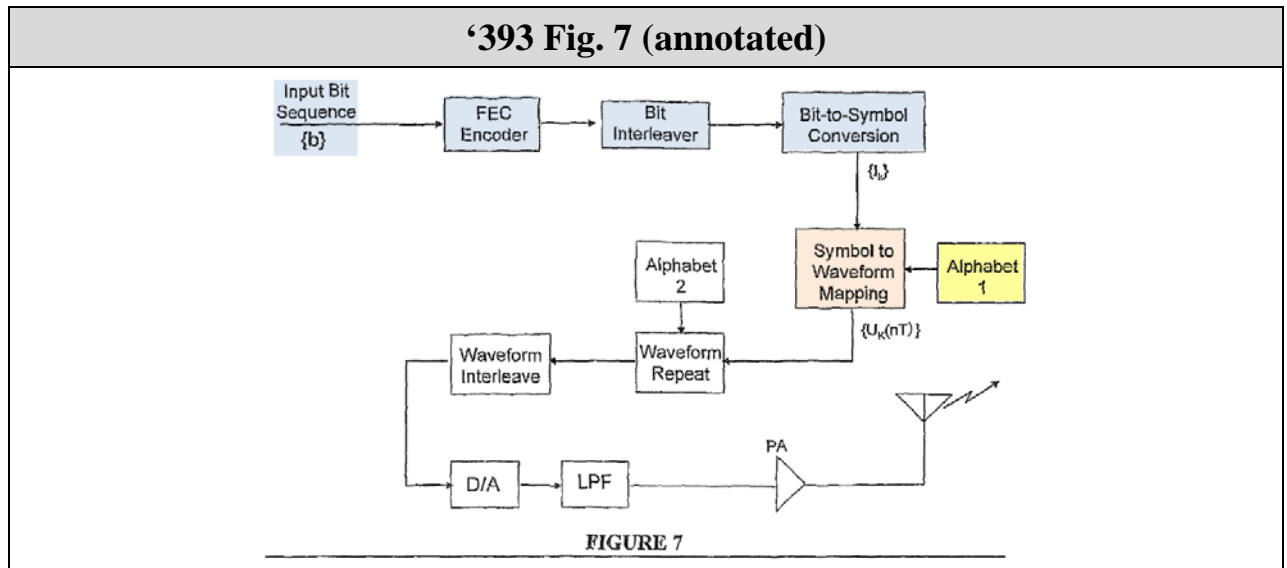 ‘393 Fig. 7 (annotated)
Input Bit
Sequence
{b}
FEC
Encoder
Bit
Interleaver
Bit-to-Symbol
Conversion
{Iₖ}
Symbol to
Waveform
Mapping
Alphabet
1
{U_K(nT)}
Alphabet
2
Waveform
Repeat
Waveform
Interleave
D/A
LPF
PA
FIGURE 7